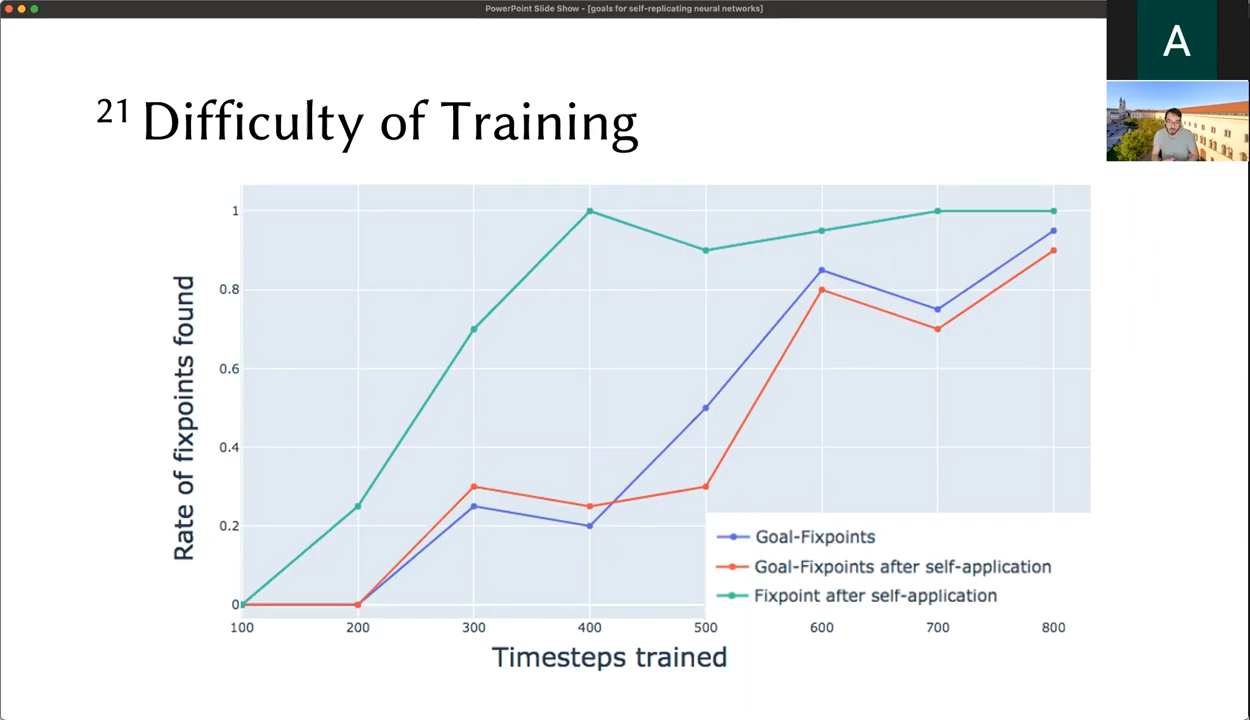 PowerPoint Slide Show - [goals for self-replicating neural networks]
A
21 Difficulty of Training
Rate of fixpoints found
1
0.8
0.6
0.4
0.2
0
Goal-Fixpoints
Goal-Fixpoints after self-application
Fixpoint after self-application
100 200 300 400 500 600 700 800
Timesteps trained